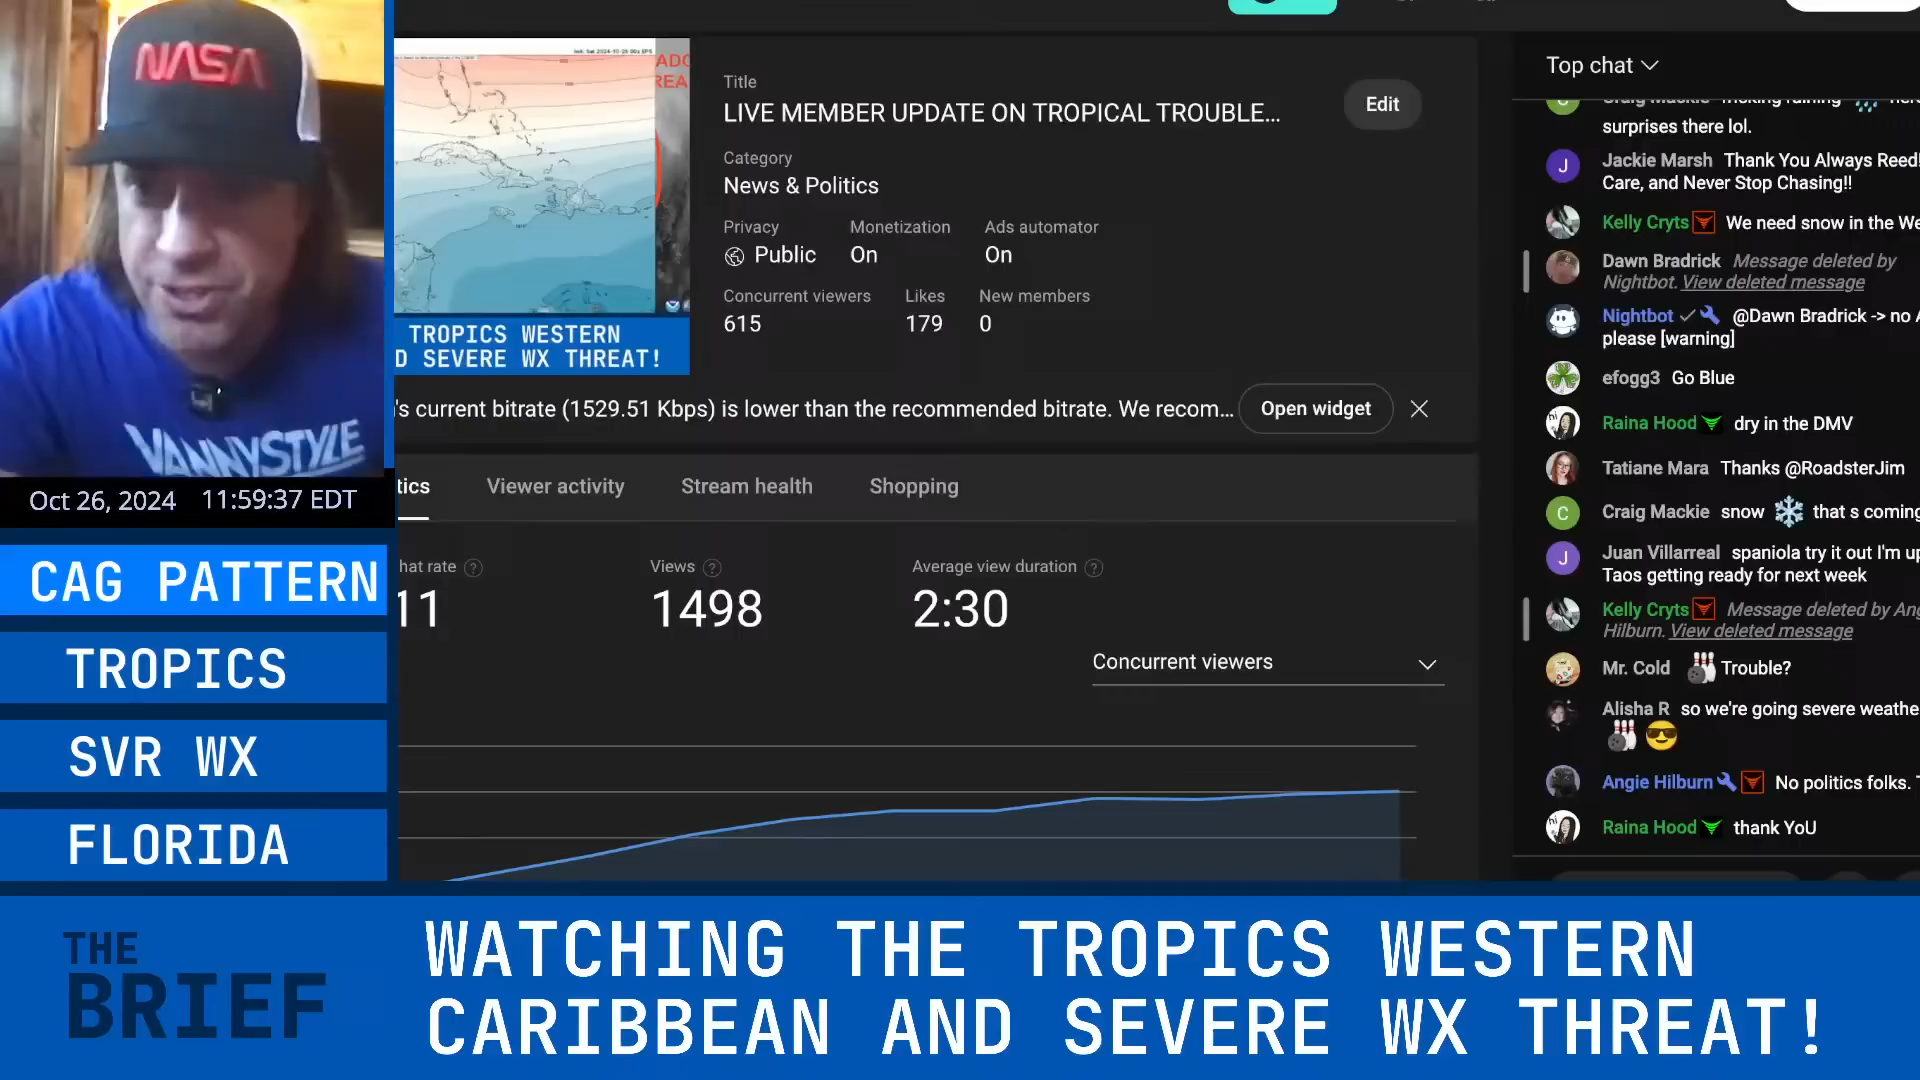 NASA
VANNYSTYLE
Oct 26, 2024 11:59:37 EDT
CAG PATTERN
TROPICS
SVR WX
FLORIDA
THE
BRIEF
WATCHING THE TROPICS WESTERN
CARIBBEAN AND SEVERE WX THREAT!
TROPICS WESTERN
D SEVERE WX THREAT!
Title
LIVE MEMBER UPDATE ON TROPICAL TROUBLE...
Edit
Category
News & Politics
Privacy Monetization Ads automator
Public On On
Concurrent viewers Likes New members
615 179 0
's current bitrate (1529.51 Kbps) is lower than the recommended bitrate. We recom... Open widget
tics Viewer activity Stream health Shopping
hat rate Views Average view duration
11 1498 2:30
Concurrent viewers
Top chat
surprises there lol.
Jackie Marsh Thank You Always Reed!
Care, and Never Stop Chasing!!
Kelly Cryts We need snow in the We
Dawn Bradrick Message deleted by
Nightbot. View deleted message
Nightbot @Dawn Bradrick -> no A
please [warning]
efogg3 Go Blue
Raina Hood dry in the DMV
Tatiane Mara Thanks @RoadsterJim
Craig Mackie snow ❄️ that s coming
Juan Villarreal spaniola try it out I'm up
Taos getting ready for next week
Kelly Cryts Message deleted by Ang
Hilburn. View deleted message
Mr. Cold 🎳 Trouble?
Alisha R so we're going severe weathe
🎳 😎
Angie Hilburn No politics folks. T
Raina Hood thank YoU